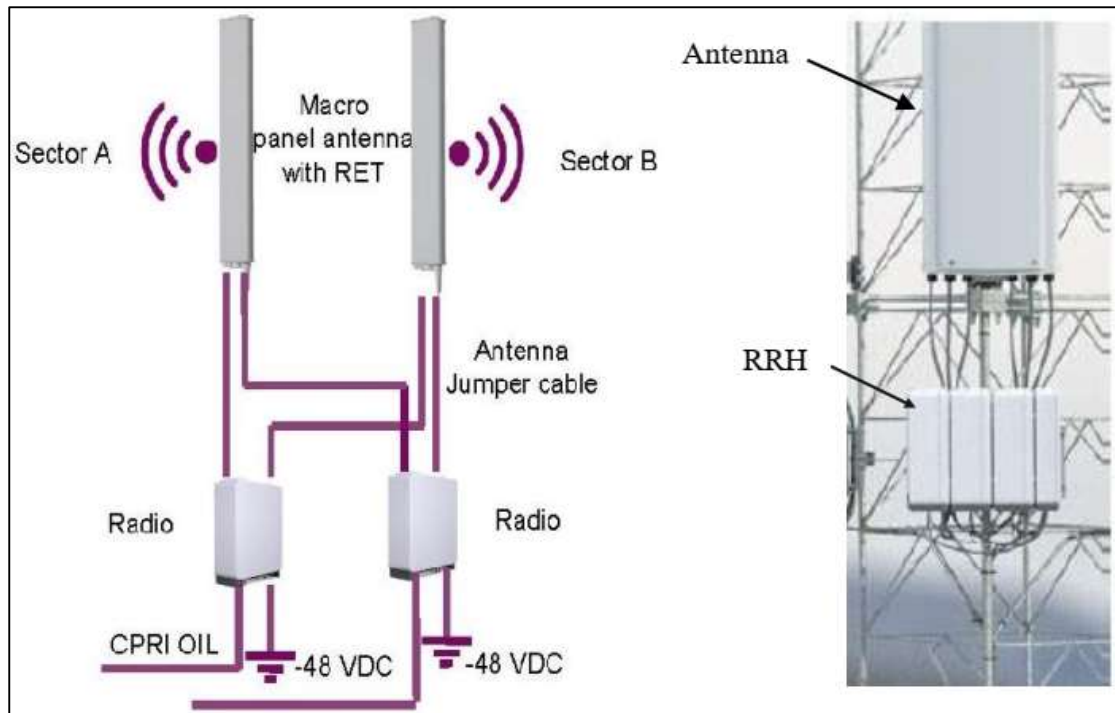 Sector A
Macro
panel antenna
with RET
Sector B
Antenna
Jumper cable
Radio
Radio
CPRI OIL
-48 VDC
-48 VDC
Antenna
RRH